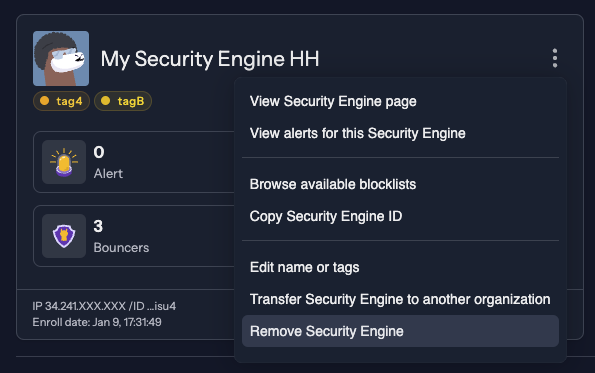 My Security Engine HH
tag4 tagB
View Security Engine page
View alerts for this Security Engine
0
Alert
Browse available blocklists
Copy Security Engine ID
3
Bouncers
Edit name or tags
Transfer Security Engine to another organization
Remove Security Engine
IP 34.241.XXX.XXX /ID ...isu4
Enroll date: Jan 9, 17:31:49